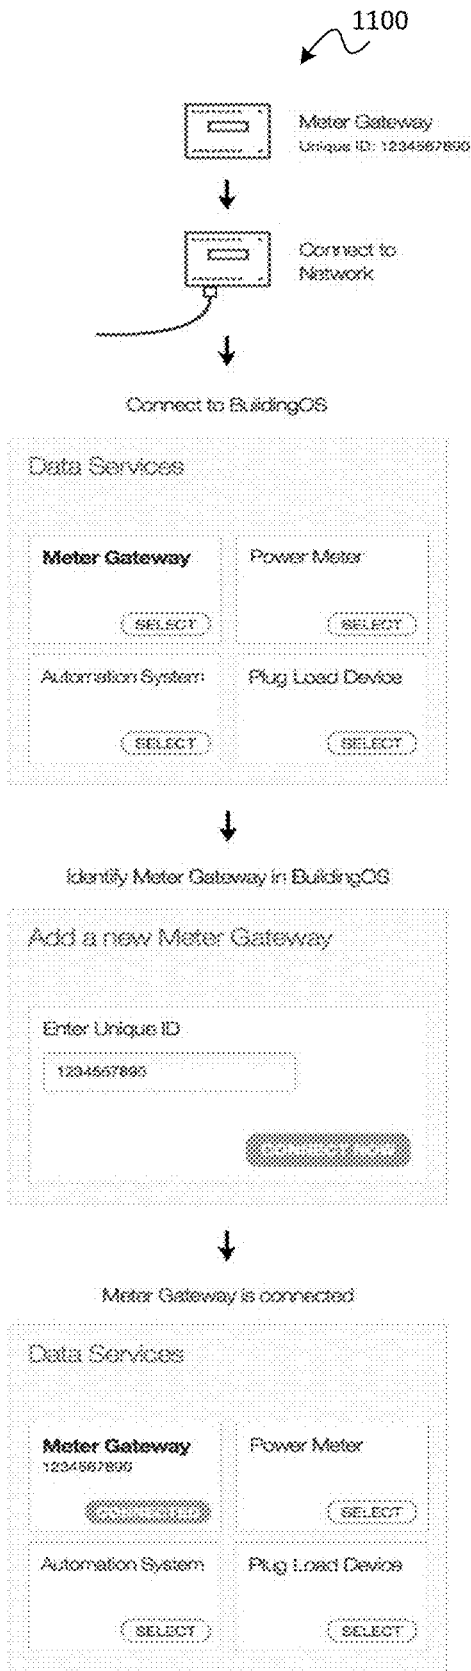 1100
Meter Gateway
Unique ID: 1234567890
Connect to
Network
Connect to BuildingOS
Data Services
Meter Gateway
Power Meter
SELECT
SELECT
Automation System
Plug Load Device
SELECT
SELECT
Identify Meter Gateway in BuildingOS
Add a new Meter Gateway
Enter Unique ID
1234567890
CONNECT NOW
Meter Gateway is connected
Data Services
Meter Gateway
Power Meter
1234567890
SELECT
Automation System
Plug Load Device
SELECT
SELECT